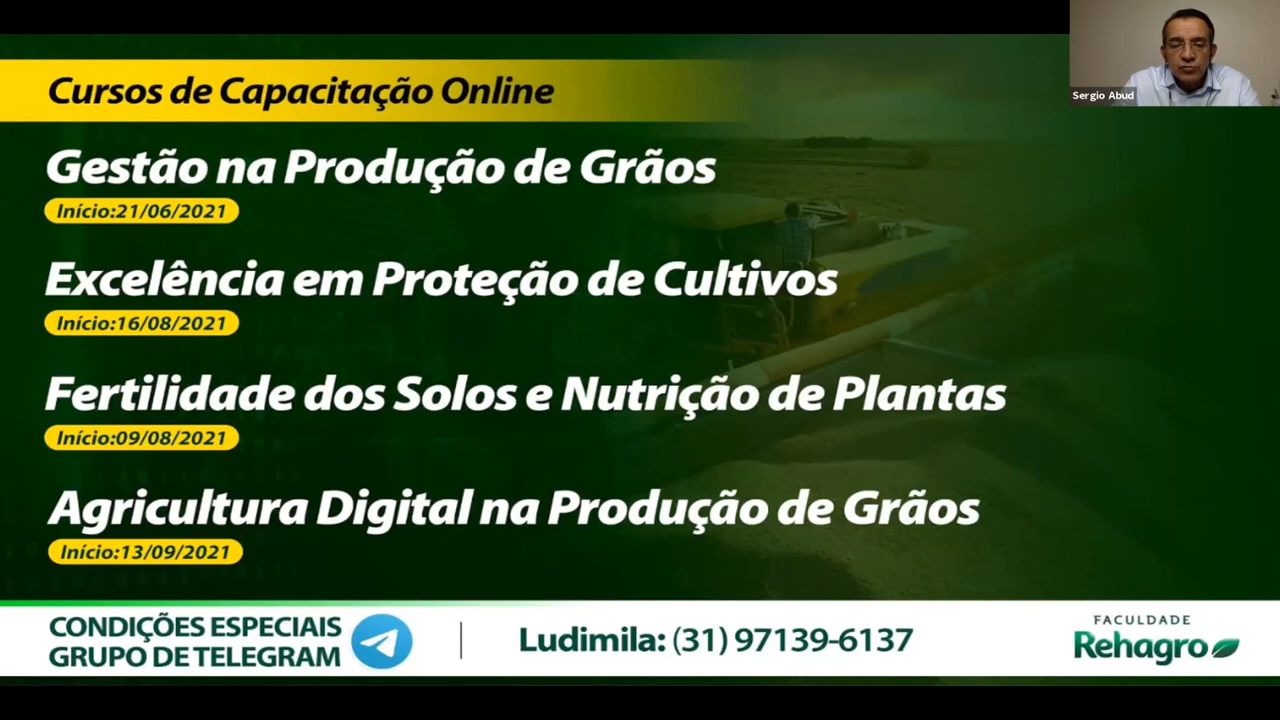 Cursos de Capacitação Online
Sergio Abud
Gestão na Produção de Grãos
Início:21/06/2021
Excelência em Proteção de Cultivos
Início:16/08/2021
Fertilidade dos Solos e Nutrição de Plantas
Início:09/08/2021
Agricultura Digital na Produção de Grãos
Início:13/09/2021
CONDIÇÕES ESPECIAIS
GRUPO DE TELEGRAM
Ludimila: (31) 97139-6137
FACULDADE
Rehagro